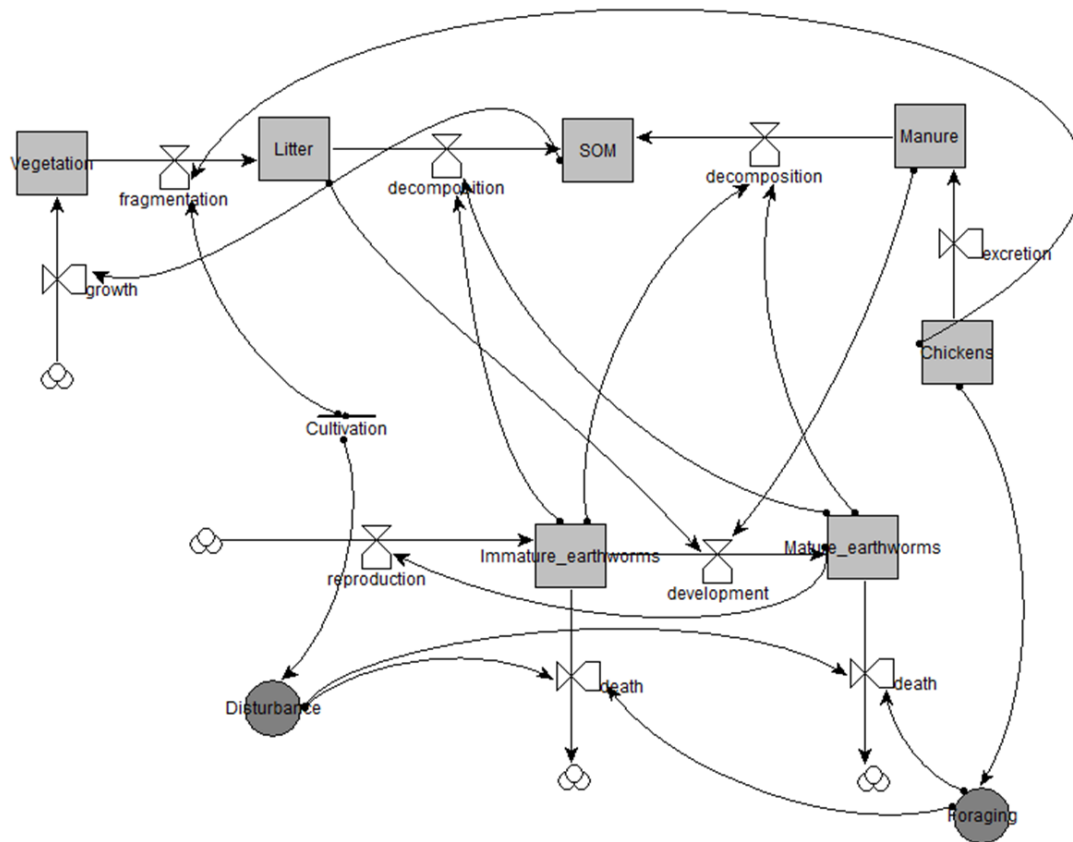 Vegetation
fragmentation
Litter
decomposition
SOM
decomposition
Manure
growth
excretion
Chickens
Cultivation
reproduction
Immature_earthworms
development
Mature_earthworms
Disturbance
death
death
Foraging